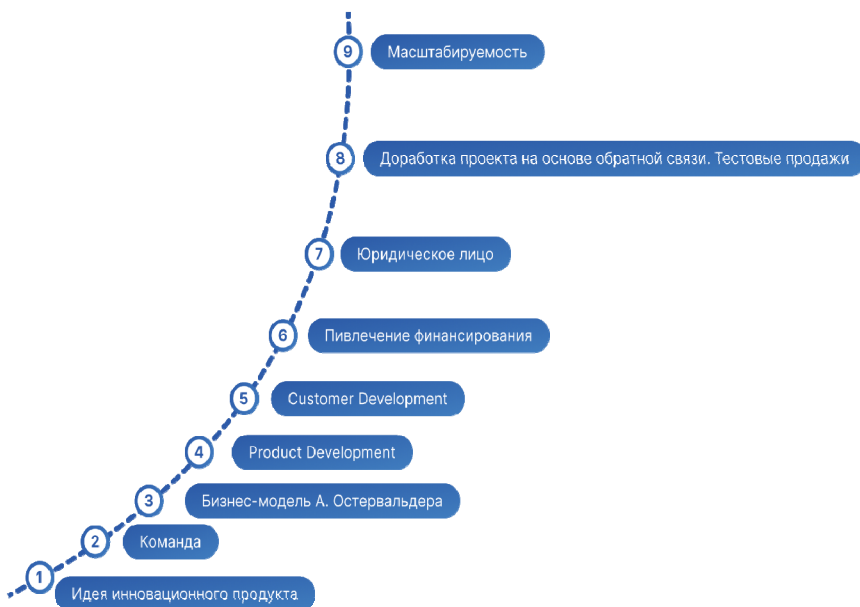 9 Масштабируемость
8 Доработка проекта на основе обратной связи. Тестовые продажи
7 Юридическое лицо
6 Пивлечение финансирования
5 Customer Development
4 Product Development
3 Бизнес-модель А. Остервальдера
2 Команда
1 Идея инновационного продукта